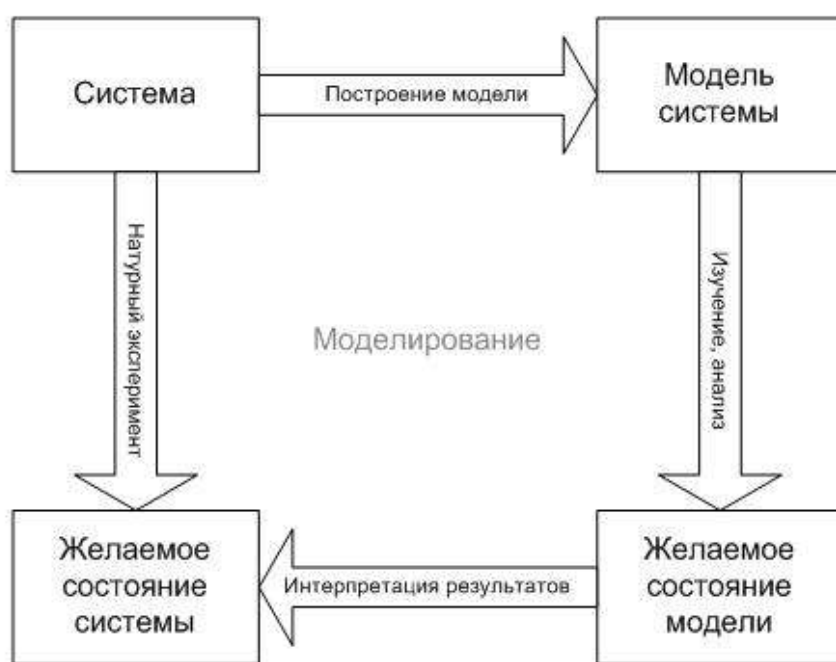 Система
Построение модели
Модель
системы
Натурный эксперимент
Моделирование
Изучение, анализ
Желаемое
состояние
системы
Интерпретация результатов
Желаемое
состояние
модели